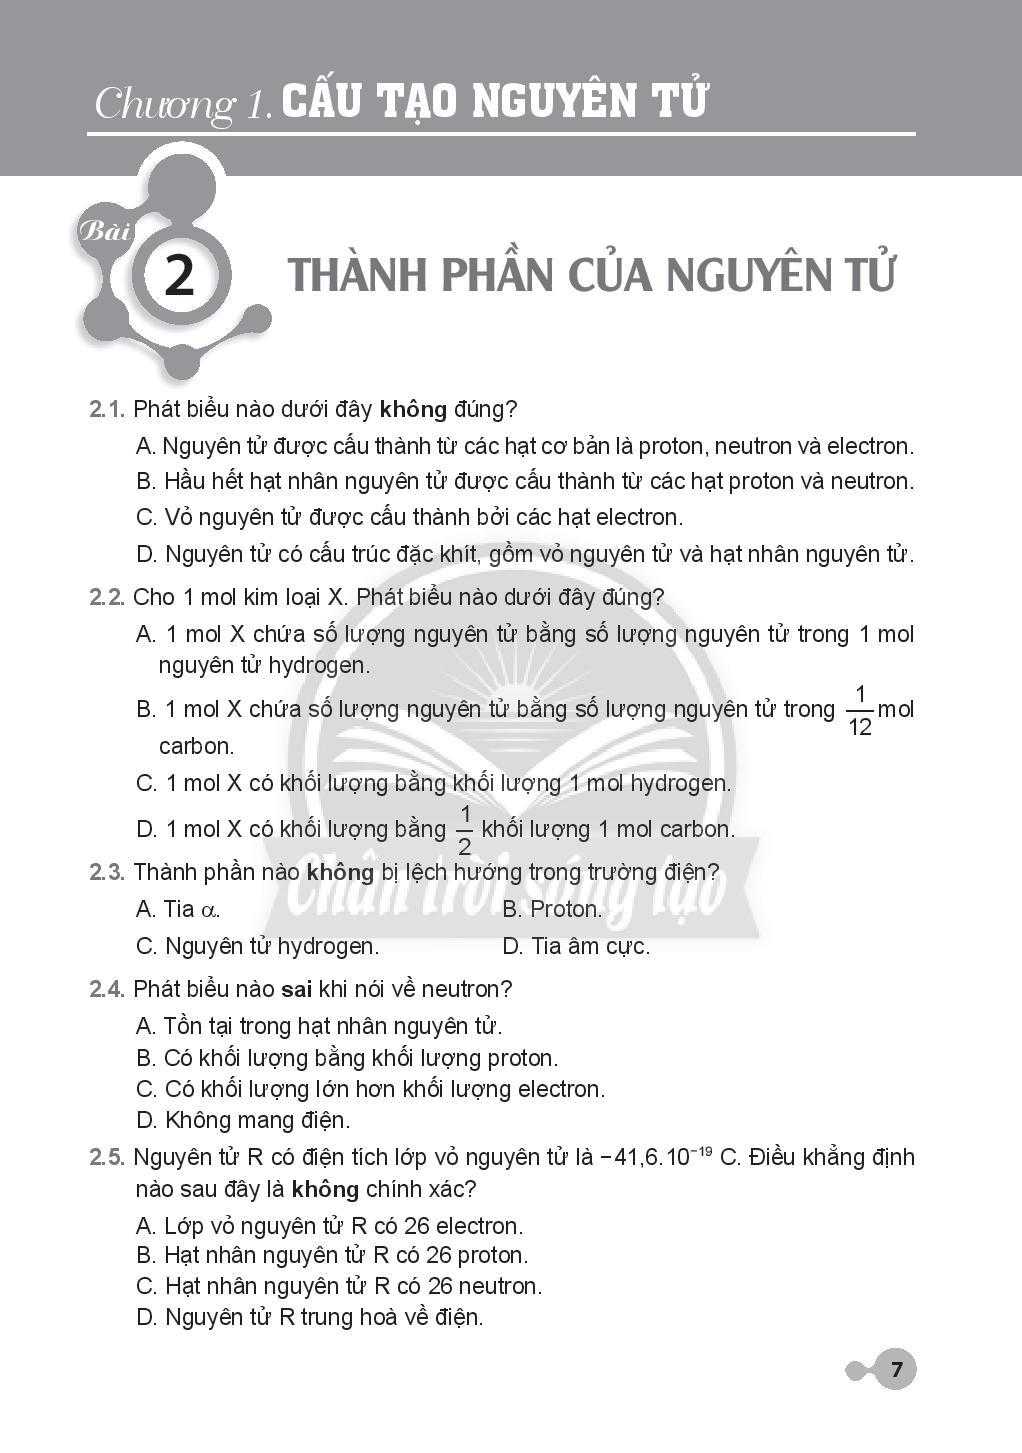 Chương 1. CẤU TẠO NGUYÊN TỬ
Bài
2
THÀNH PHẦN CỦA NGUYÊN TỬ
2.1. Phát biểu nào dưới đây không đúng?
A. Nguyên tử được cấu thành từ các hạt cơ bản là proton, neutron và electron.
B. Hầu hết hạt nhân nguyên tử được cấu thành từ các hạt proton và neutron.
C. Vỏ nguyên tử được cấu thành bởi các hạt electron.
D. Nguyên tử có cấu trúc đặc khít, gồm vỏ nguyên tử và hạt nhân nguyên tử.
2.2. Cho 1 mol kim loại X. Phát biểu nào dưới đây đúng?
A. 1 mol X chứa số lượng nguyên tử bằng số lượng nguyên tử trong 1 mol
nguyên tử hydrogen.
B. 1 mol X chứa số lượng nguyên tử bằng số lượng nguyên tử trong 1/12 mol
carbon.
C. 1 mol X có khối lượng bằng khối lượng 1 mol hydrogen.
D. 1 mol X có khối lượng bằng 1/2 khối lượng 1 mol carbon.
2.3. Thành phần nào không bị lệch hướng trong trường điện?
A. Tia α. B. Proton.
C. Nguyên tử hydrogen. D. Tia âm cực.
Chân trời sáng tạo
2.4. Phát biểu nào sai khi nói về neutron?
A. Tồn tại trong hạt nhân nguyên tử.
B. Có khối lượng bằng khối lượng proton.
C. Có khối lượng lớn hơn khối lượng electron.
D. Không mang điện.
2.5. Nguyên tử R có điện tích lớp vỏ nguyên tử là −41,6.10⁻¹⁹ C. Điều khẳng định
nào sau đây là không chính xác?
A. Lớp vỏ nguyên tử R có 26 electron.
B. Hạt nhân nguyên tử R có 26 proton.
C. Hạt nhân nguyên tử R có 26 neutron.
D. Nguyên tử R trung hoà về điện.
7